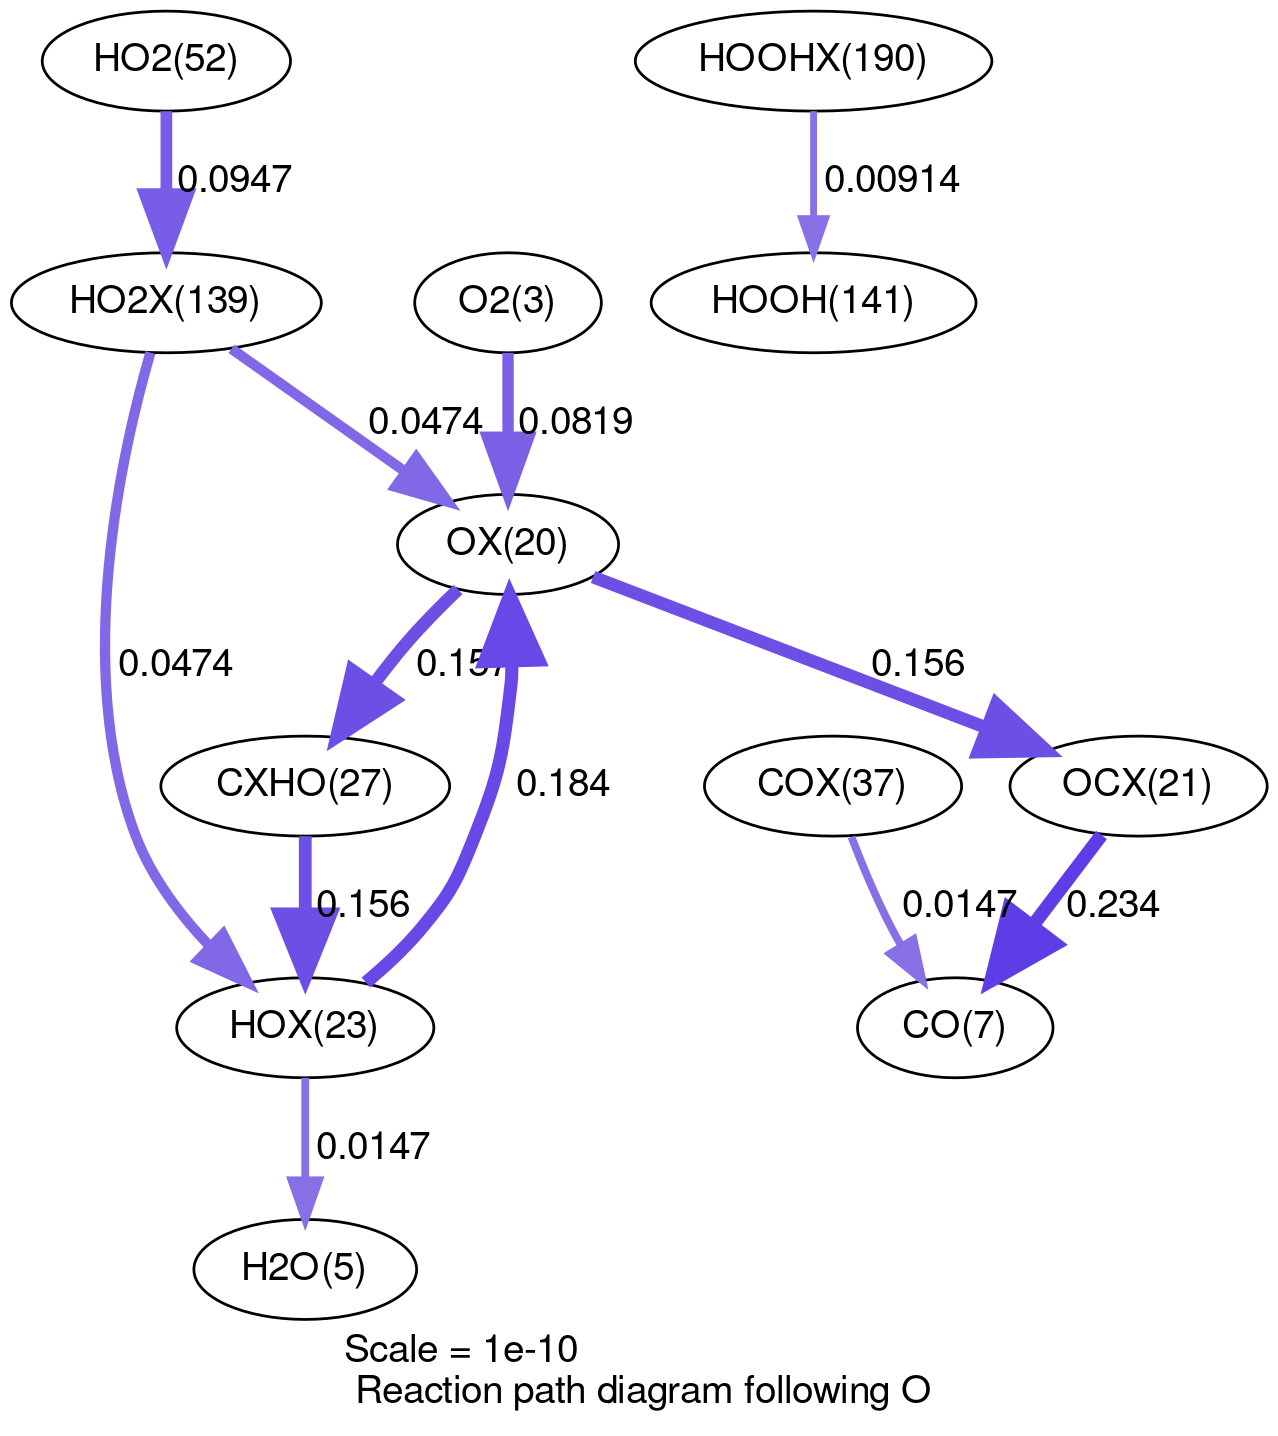 HO2(52)
HOOHX(190)
0.0947
0.00914
HO2X(139)
O2(3)
HOOH(141)
0.0474
0.0819
OX(20)
0.0474
0.157
0.156
CXHO(27)
0.184
COX(37)
OCX(21)
0.156
0.0147
0.234
HOX(23)
CO(7)
0.0147
H2O(5)
Scale = 1e-10
Reaction path diagram following O